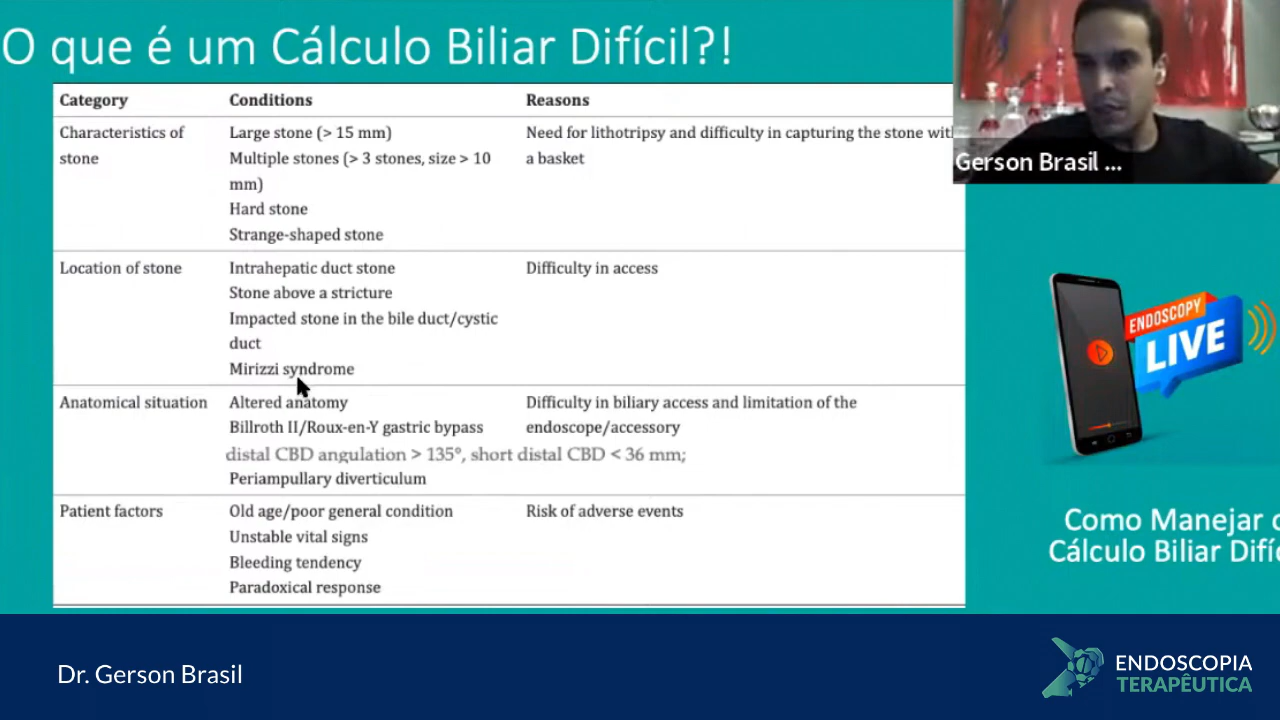 O que é um Cálculo Biliar Difícil?!
Category Conditions Reasons
Characteristics of Large stone (> 15 mm) Need for lithotripsy and difficulty in capturing the stone
stone Multiple stones (> 3 stones, size > 10 a basket
mm)
Hard stone
Strange-shaped stone
Location of stone Intrahepatic duct stone Difficulty in access
Stone above a stricture
Impacted stone in the bile duct/cystic
duct
Mirizzi syndrome
Anatomical situation Altered anatomy Difficulty in biliary access and limitation of the
Billroth II/Roux-en-Y gastric bypass endoscope/accessory
distal CBD angulation > 135°, short distal CBD < 36 mm;
Periampullary diverticulum
Patient factors Old age/poor general condition Risk of adverse events
Unstable vital signs
Bleeding tendency
Paradoxical response
Gerson Brasil ...
ENDOSCOPY
LIVE
Como Manejar
Cálculo Biliar
Dr. Gerson Brasil
ENDOSCOPIA
TERAPÊUTICA